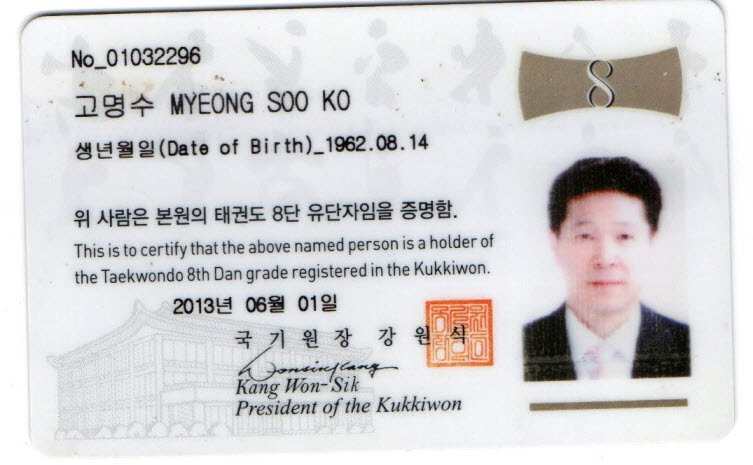 No_01032296
8
고명수 MYEONG SOO KO
생년월일(Date of Birth)_1962.08.14
위 사람은 본원의 태권도 8단 유단자임을 증명함.
This is to certify that the above named person is a holder of
the Taekwondo 8th Dan grade registered in the Kukkiwon.
2013년 06월 01일
국 기 원 장 강 원 식
Kang Won-Sik
President of the Kukkiwon